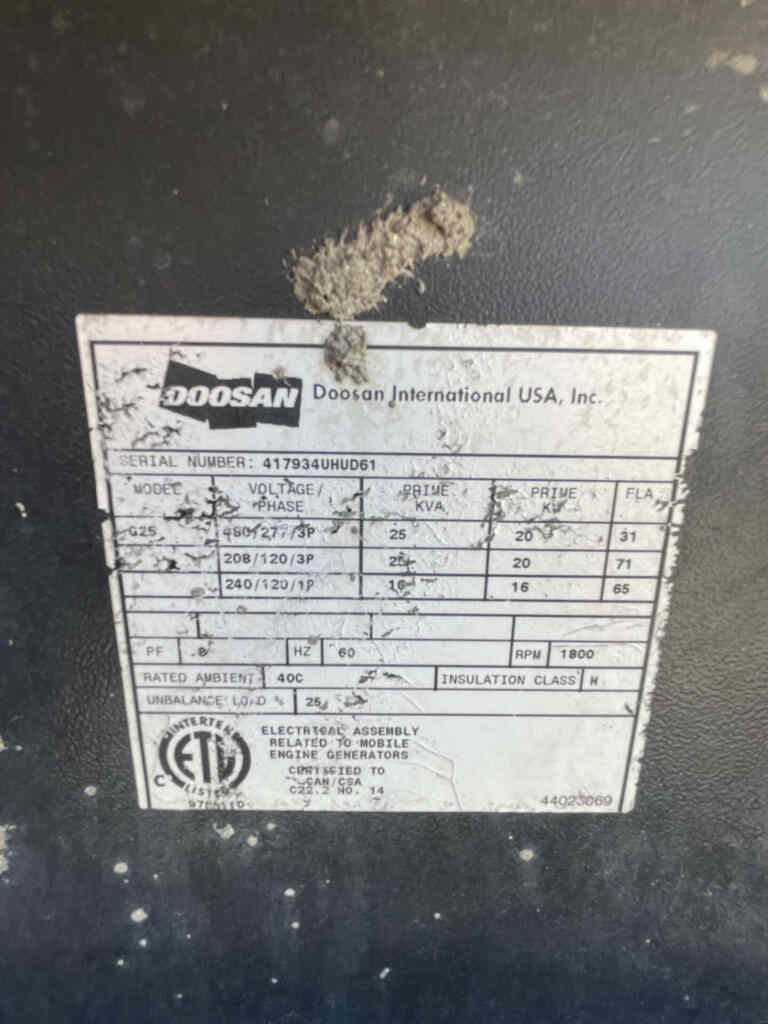 DOOSAN Doosan International USA, Inc.
SERIAL NUMBER: 417934UHUD61
MODEL VOLTAGE/PHASE PRIME KVA PRIME KW FLA
G25 480/277/3P 25 20 31
208/120/3P 25 20 71
240/120/1P 16 16 65
PF .8 HZ 60 RPM 1800
RATED AMBIENT 40C INSULATION CLASS H
UNBALANCE LOAD % 25
INTERTEK
ETL
C LISTED
ELECTRICAL ASSEMBLY
RELATED TO MOBILE
ENGINE GENERATORS
CERTIFIED TO
CAN/CSA
C22.2 NO. 14
44023069